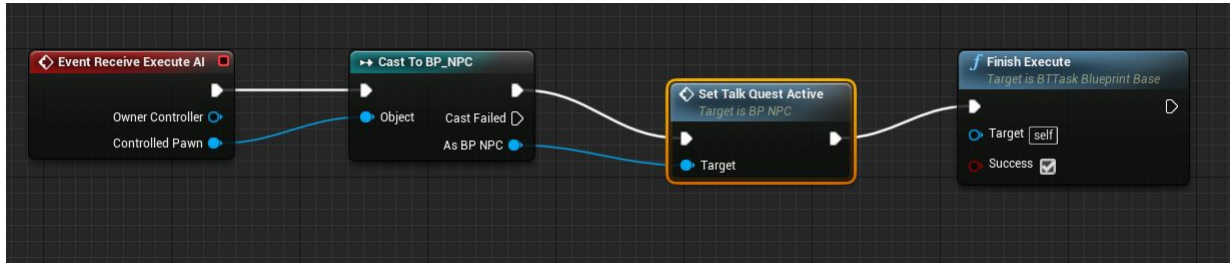 Event Receive Execute AI
Owner Controller
Controlled Pawn
Cast To BP_NPC
Object
Cast Failed
As BP NPC
Set Talk Quest Active
Target is BP NPC
Target
Finish Execute
Target is BTTask Blueprint Base
Target self
Success